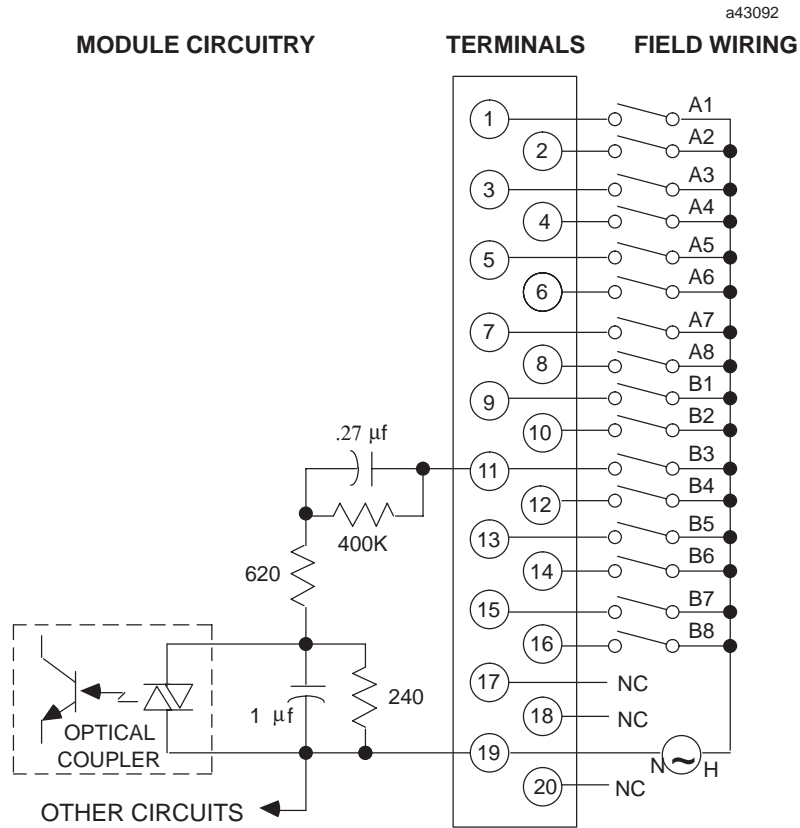 a43092
MODULE CIRCUITRY TERMINALS FIELD WIRING
1 A1
2 A2
3 A3
4 A4
5 A5
6 A6
7 A7
8 A8
9 B1
10 B2
.27 µf
11 B3
12 B4
400K
13 B5
620
14 B6
15 B7
16 B8
17 NC
240
1 µf
18 NC
OPTICAL
COUPLER
19 N ~ H
20 NC
OTHER CIRCUITS